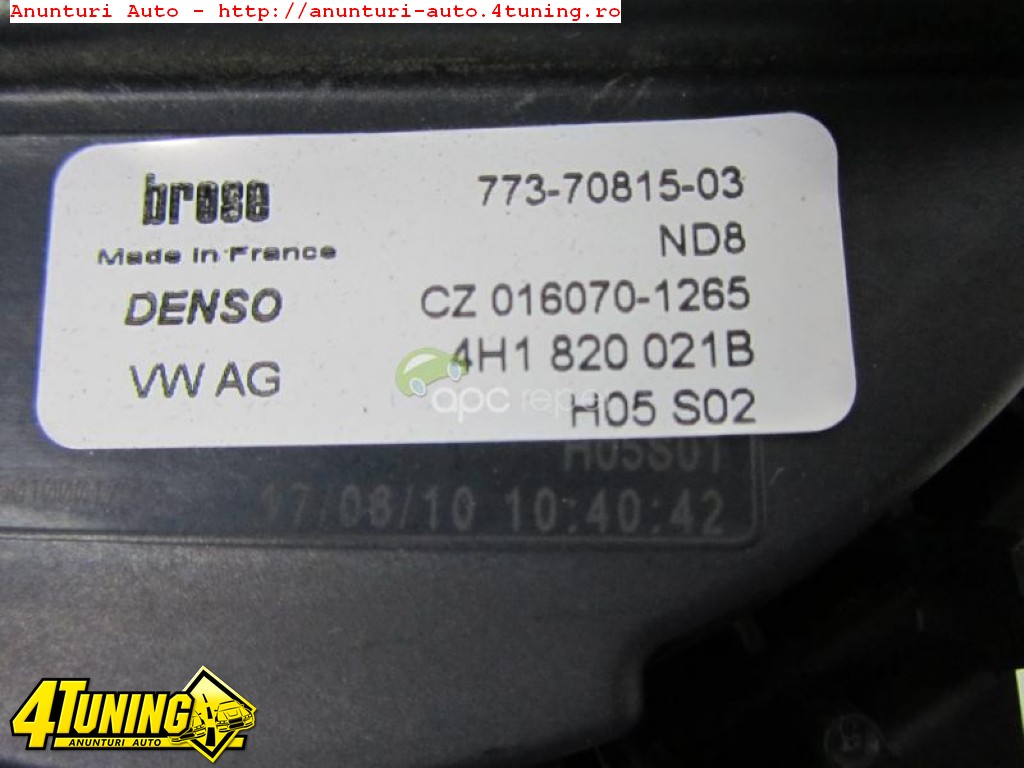 Anunturi Auto - http://anunturi-auto.4tuning.ro
brose 773-70815-03
Made in France ND8
DENSO CZ 016070-1265
VW AG 4H1 820 021B
apc
H05 S02
H05S01
17/08/10 10:40:42
4TUNING
ANUNTURI AUTO